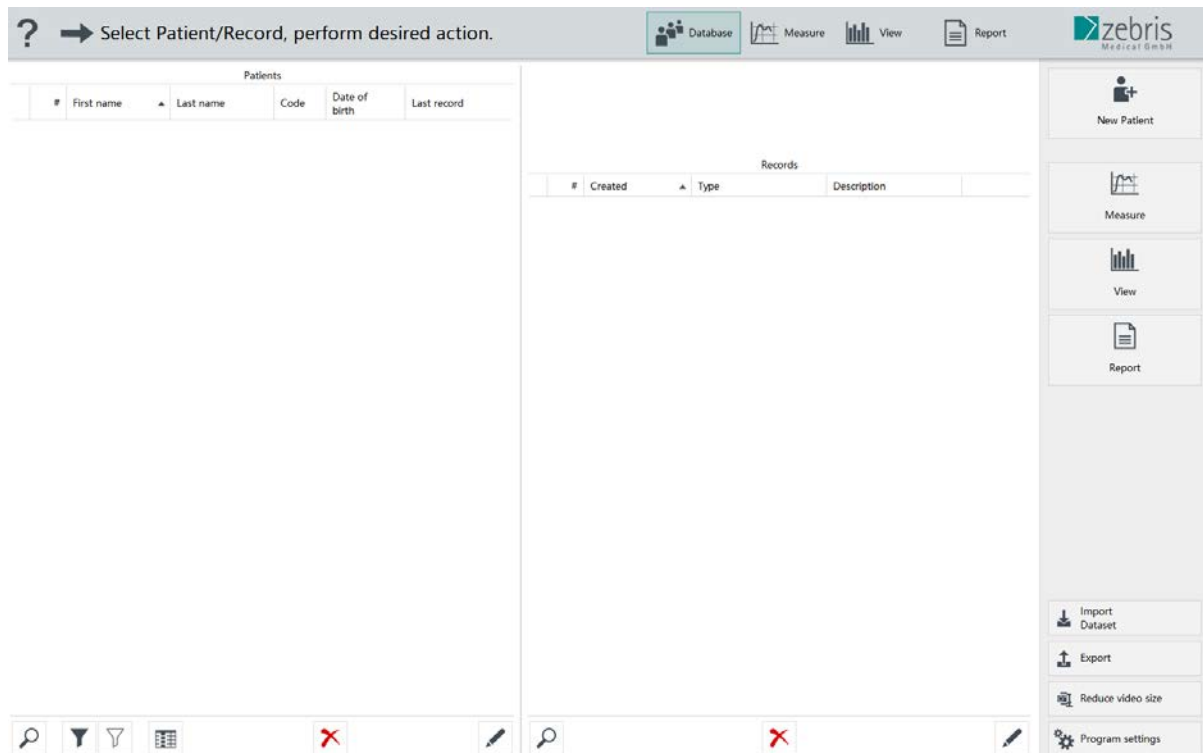 ? Select Patient/Record, perform desired action.
Database
Measure
View
Report
zebris
Medical GmbH
Patients
# First name Last name Code Date of birth Last record
Records
# Created Type Description
New Patient
Measure
View
Report
Import
Dataset
Export
Reduce video size
Program settings